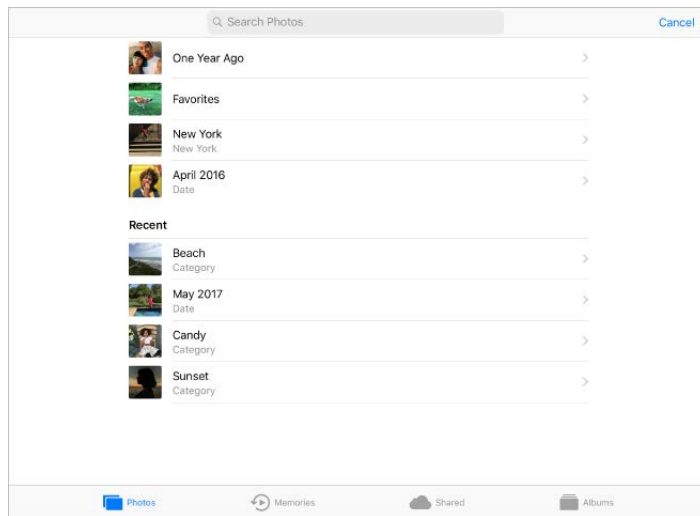 Search Photos
Cancel
One Year Ago
Favorites
New York
New York
April 2016
Date
Recent
Beach
Category
May 2017
Date
Candy
Category
Sunset
Category
Photos
Memories
Shared
Albums